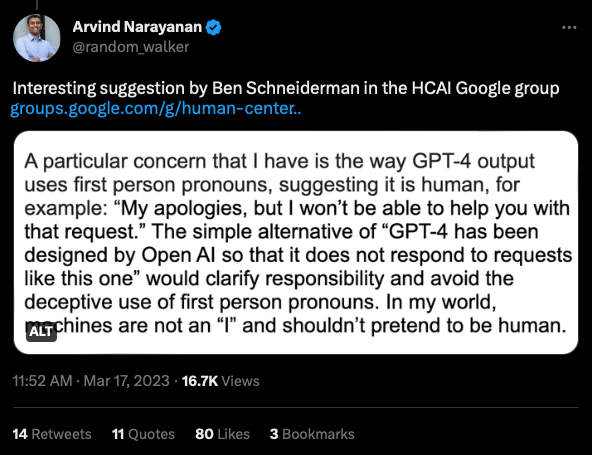 Arvind Narayanan
@random_walker
Interesting suggestion by Ben Schneiderman in the HCAI Google group
groups.google.com/g/human-center..
A particular concern that I have is the way GPT-4 output
uses first person pronouns, suggesting it is human, for
example: “My apologies, but I won’t be able to help you with
that request.” The simple alternative of “GPT-4 has been
designed by Open AI so that it does not respond to requests
like this one” would clarify responsibility and avoid the
deceptive use of first person pronouns. In my world,
machines are not an “I” and shouldn’t pretend to be human.
ALT
11:52 AM · Mar 17, 2023 · 16.7K Views
14 Retweets 11 Quotes 80 Likes 3 Bookmarks